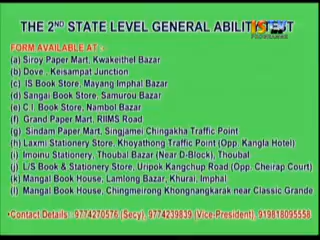 THE 2ND STATE LEVEL GENERAL ABILITY TEST
FORM AVAILABLE AT :-
(a) Siroy Paper Mart, Kwakeithel Bazar
(b) Dove , Keisampat Junction
(c) IS Book Store, Mayang Imphal Bazar
(d) Sangai Book Store, Samurou Bazar
(e) C I. Book Store, Nambol Bazar
(f) Grand Paper Mart, RIIMS Road
(g) Sindam Paper Mart, Singjamei Chingakha Traffic Point
(h) Laxmi Stationery Store, Khoyathong Traffic Point (Opp. Kangla Hotel)
(i) Imoinu Stationery, Thoubal Bazar (Near D-Block), Thoubal
(j) L/S Book & Stationery Store, Uripok Kangchup Road (Opp. Cheirap Court)
(k) Mangal Book House, Lamlong Bazar, Khurai, Imphal
(l) Mangal Book House, Chingmeirong Khongnangkarak near Classic Grande
•Contact Details : 9774270576 (Secy), 9774239839 (Vice-President), 919818095558